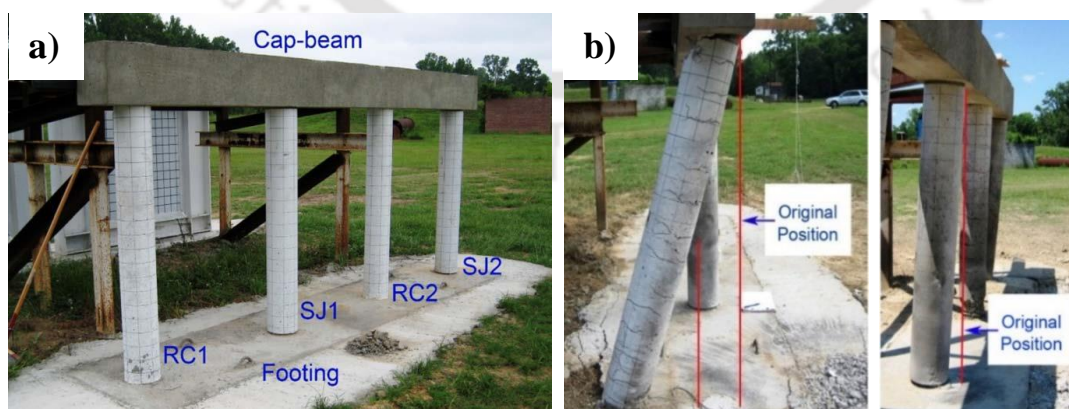 a)
Cap-beam
RC1
SJ1
RC2
SJ2
Footing
b)
Original
Position
Original
Position